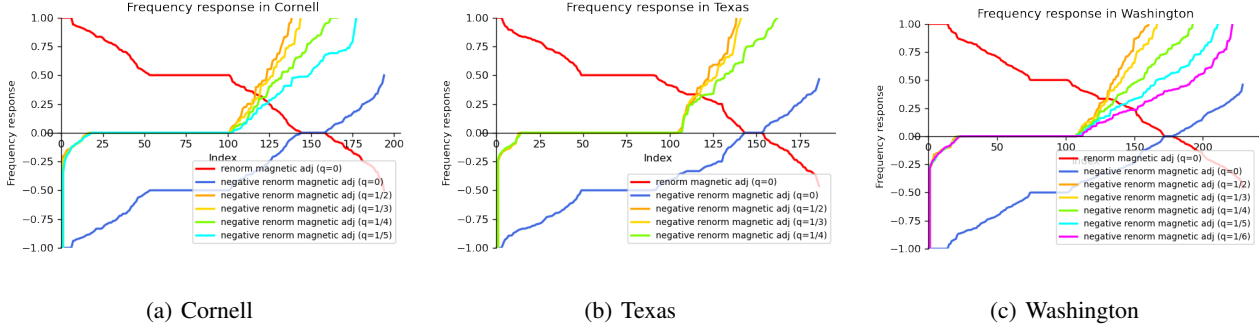 Frequency response in Cornell
Frequency response
1.00
0.75
0.50
0.25
0.00
−0.25
−0.50
−0.75
−1.00
0 25 50 75 100 125 150 175 200
Index
renorm magnetic adj (q=0)
negative renorm magnetic adj (q=0)
negative renorm magnetic adj (q=1/2)
negative renorm magnetic adj (q=1/3)
negative renorm magnetic adj (q=1/4)
negative renorm magnetic adj (q=1/5)
(a) Cornell
Frequency response in Texas
Frequency response
1.00
0.75
0.50
0.25
0.00
−0.25
−0.50
−0.75
−1.00
0 25 50 75 100 125 150 175
Index
renorm magnetic adj (q=0)
negative renorm magnetic adj (q=0)
negative renorm magnetic adj (q=1/2)
negative renorm magnetic adj (q=1/3)
negative renorm magnetic adj (q=1/4)
(b) Texas
Frequency response in Washington
Frequency response
1.00
0.75
0.50
0.25
0.00
−0.25
−0.50
−0.75
−1.00
0 50 100 150 200
Index
renorm magnetic adj (q=0)
negative renorm magnetic adj (q=0)
negative renorm magnetic adj (q=1/2)
negative renorm magnetic adj (q=1/3)
negative renorm magnetic adj (q=1/4)
negative renorm magnetic adj (q=1/5)
negative renorm magnetic adj (q=1/6)
(c) Washington